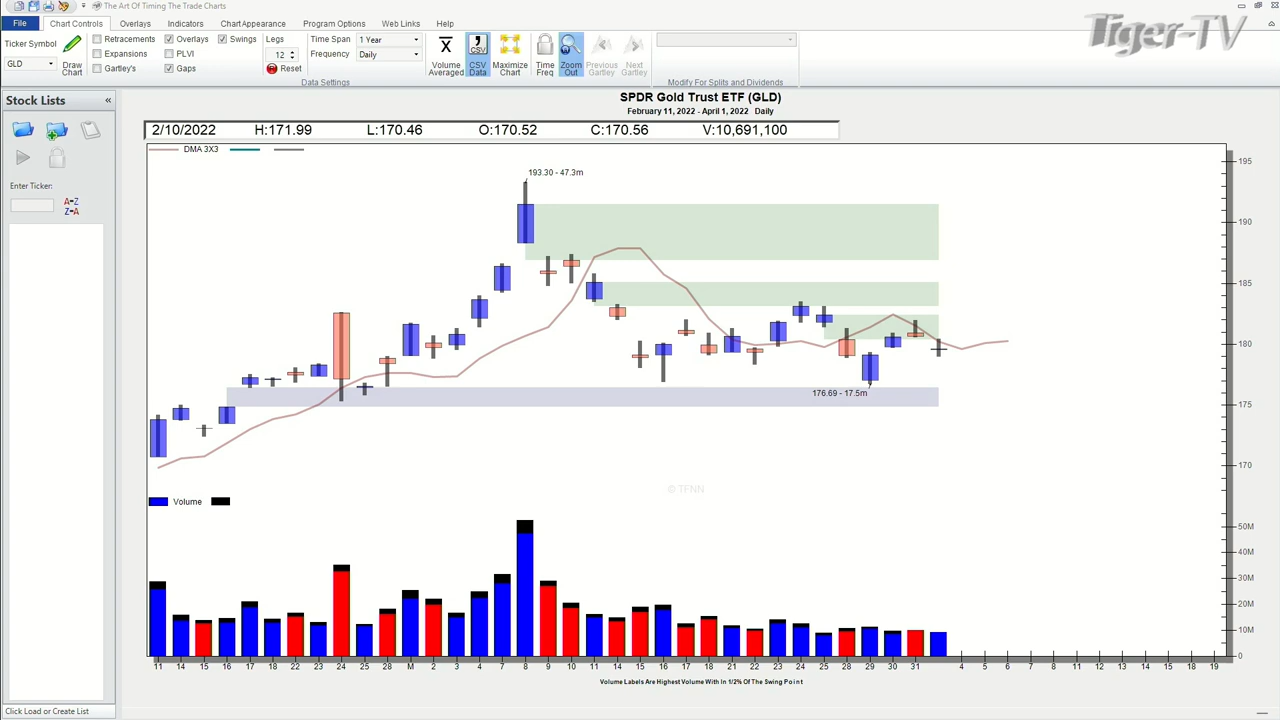 The Art Of Timing The Trade Charts
File Chart Controls Overlays Indicators Chart Appearance Program Options Web Links Help
Tiger-TV
Ticker Symbol
GLD
Draw Chart
Retracements Overlays Swings
Expansions PLVI
Gartley's Gaps
Legs
12
Reset
Time Span 1 Year
Frequency Daily
Data Settings
Volume Averaged
CSV Data
Maximize Chart
Time Freq
Zoom Out
Previous Gartley
Next Gartley
Modify For Splits and Dividends
Stock Lists «
Enter Ticker:
A-Z
Z-A
Click Load or Create List
SPDR Gold Trust ETF (GLD)
February 11, 2022 - April 1, 2022 Daily
2/10/2022 H:171.99 L:170.46 O:170.52 C:170.56 V:10,691,100
DMA 3X3
193.30 - 47.3m
176.69 - 17.5m
195
190
185
180
175
170
© TFNN
Volume
50M
40M
30M
20M
10M
0
11 14 15 16 17 18 22 23 24 25 28 M 2 3 4 7 8 9 10 11 14 15 16 17 18 21 22 23 24 25 28 29 30 31 4 5 6 7 8 11 12 13 14 15 18 19
Volume Labels Are Highest Volume With In 1/2% Of The Swing Point